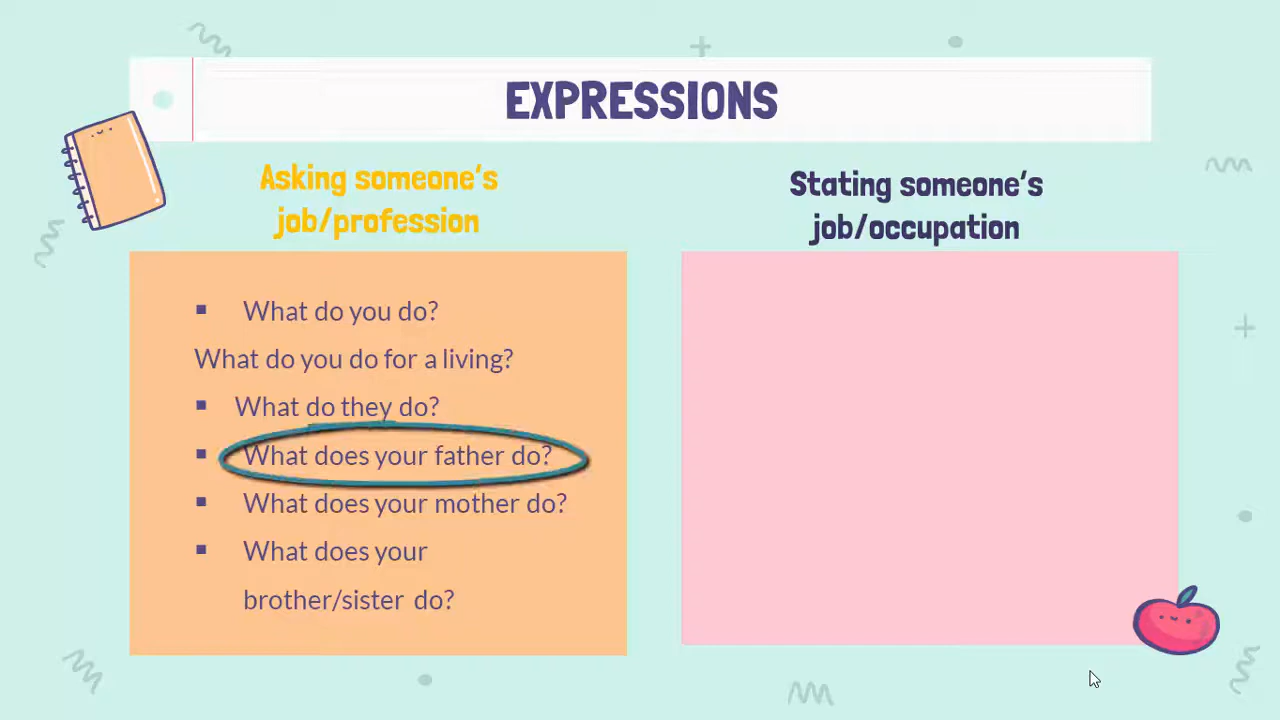 EXPRESSIONS
Asking someone's
job/profession
▪ What do you do?
What do you do for a living?
▪ What do they do?
▪ What does your father do?
▪ What does your mother do?
▪ What does your
brother/sister do?
Stating someone's
job/occupation